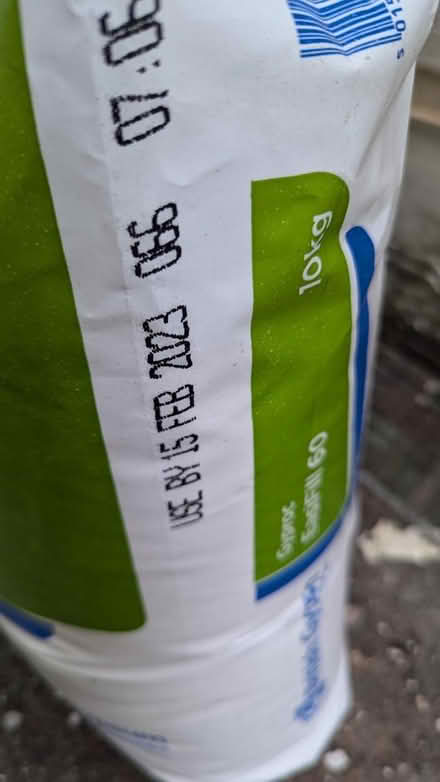 USE BY 15 FEB 2023 066 07:06
Gyproc
EasiFill 60
10kg